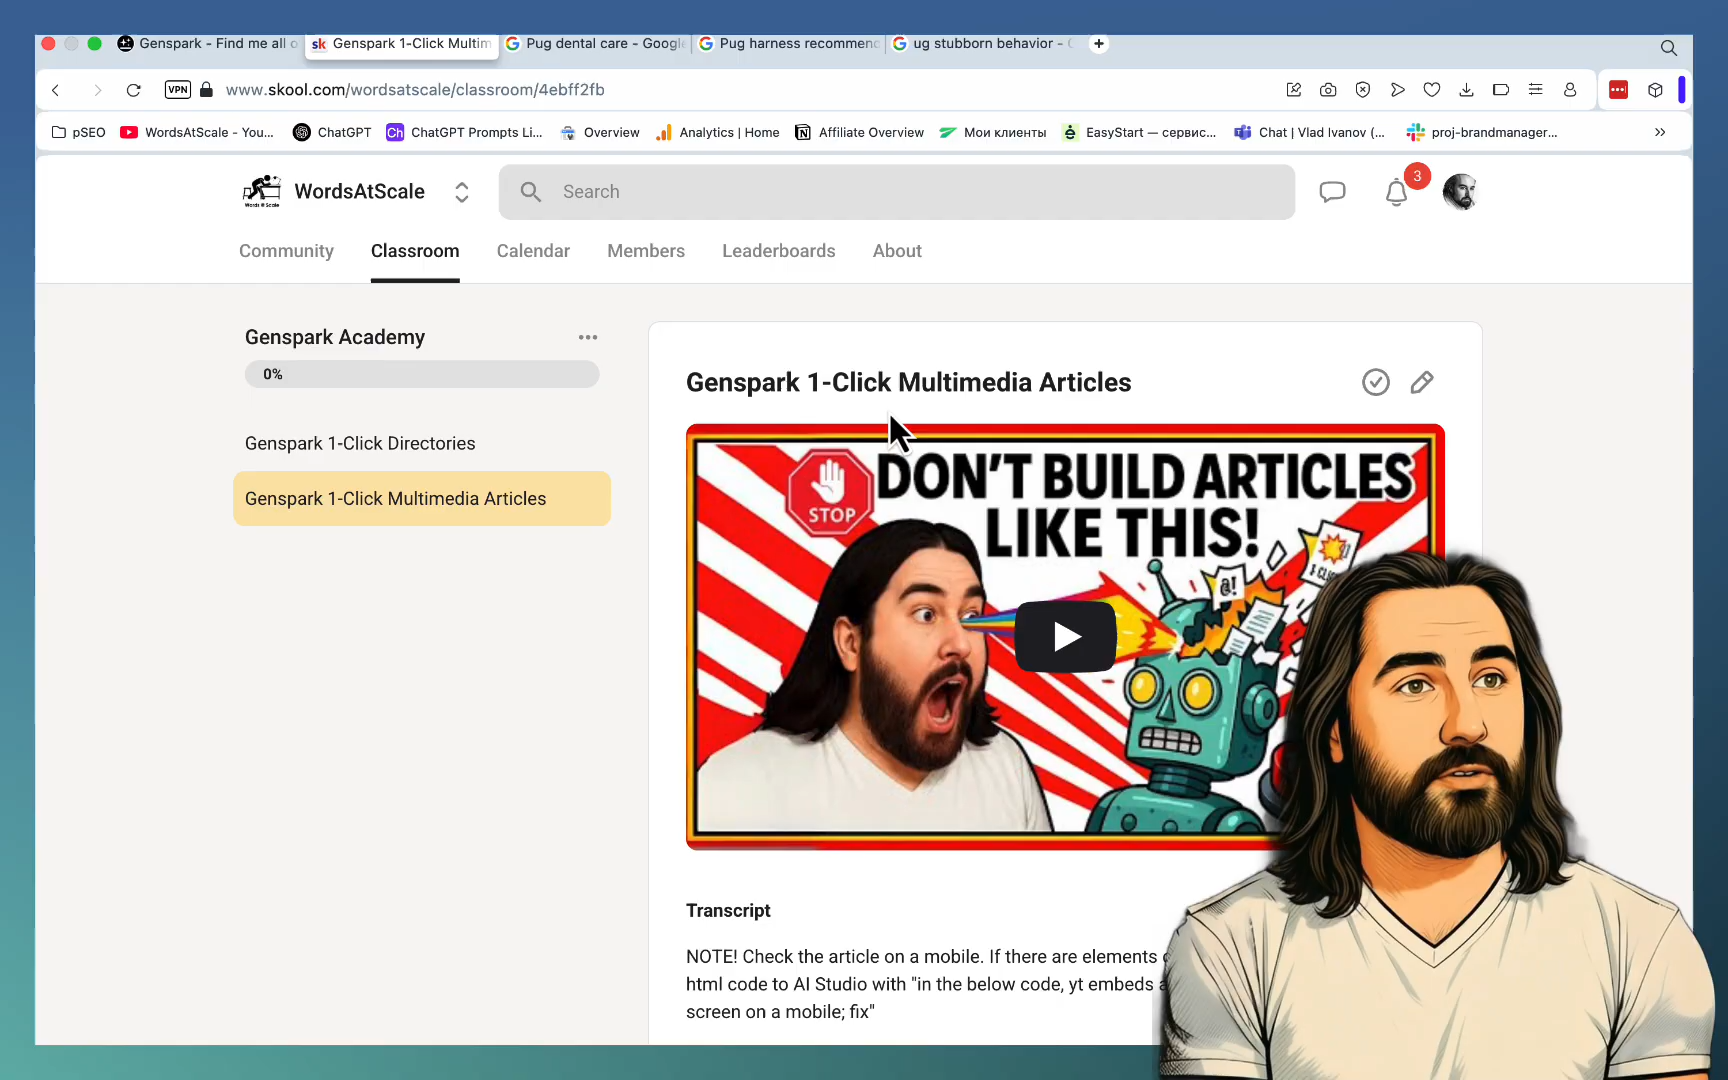 Genspark - Find me all o
sk Genspark 1-Click Multim
Pug dental care - Google
Pug harness recommenc
ug stubborn behavior - G
VPN www.skool.com/wordsatscale/classroom/4ebff2fb
pSEO
WordsAtScale - You...
ChatGPT
Ch ChatGPT Prompts Li...
Overview
Analytics | Home
Affiliate Overview
Мои клиенты
EasyStart — сервис...
Chat | Vlad Ivanov (...
proj-brandmanager...
WordsAtScale
Search
3
Community
Classroom
Calendar
Members
Leaderboards
About
Genspark Academy
0%
Genspark 1-Click Directories
Genspark 1-Click Multimedia Articles
Genspark 1-Click Multimedia Articles
STOP
DON'T BUILD ARTICLES
LIKE THIS!
@!
Transcript
NOTE! Check the article on a mobile. If there are elements
html code to AI Studio with "in the below code, yt embeds
screen on a mobile; fix"